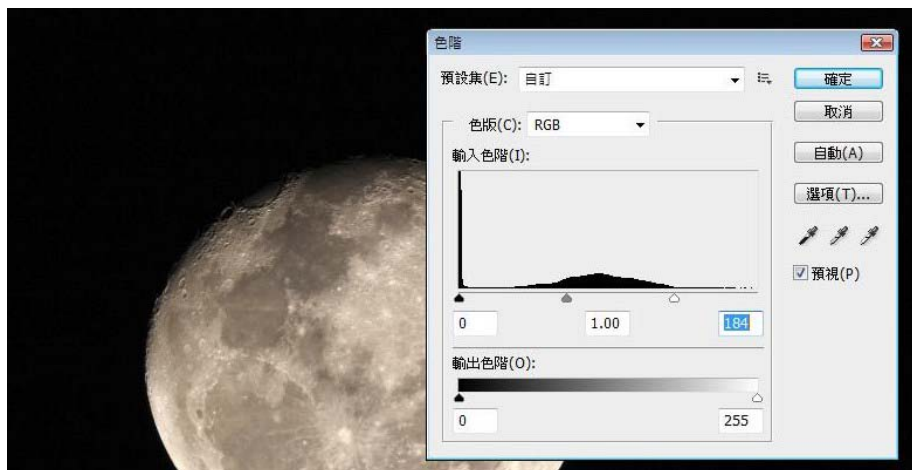 色階
預設集(E): 自訂
確定
取消
色版(C): RGB
自動(A)
輸入色階(I):
選項(T)...
預視(P)
0 1.00 184
輸出色階(O):
0 255